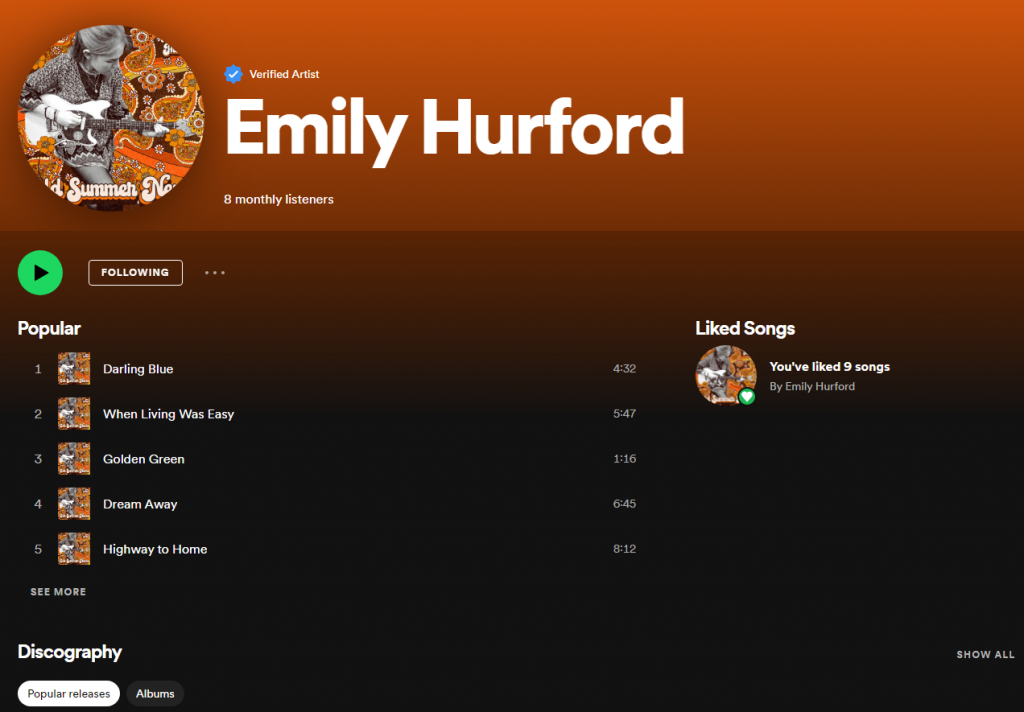 Verified Artist
Emily Hurford
8 monthly listeners
Summer
FOLLOWING
Popular
1 Darling Blue 4:32
2 When Living Was Easy 5:47
3 Golden Green 1:16
4 Dream Away 6:45
5 Highway to Home 8:12
SEE MORE
Liked Songs
You've liked 9 songs
By Emily Hurford
Discography
SHOW ALL
Popular releases Albums